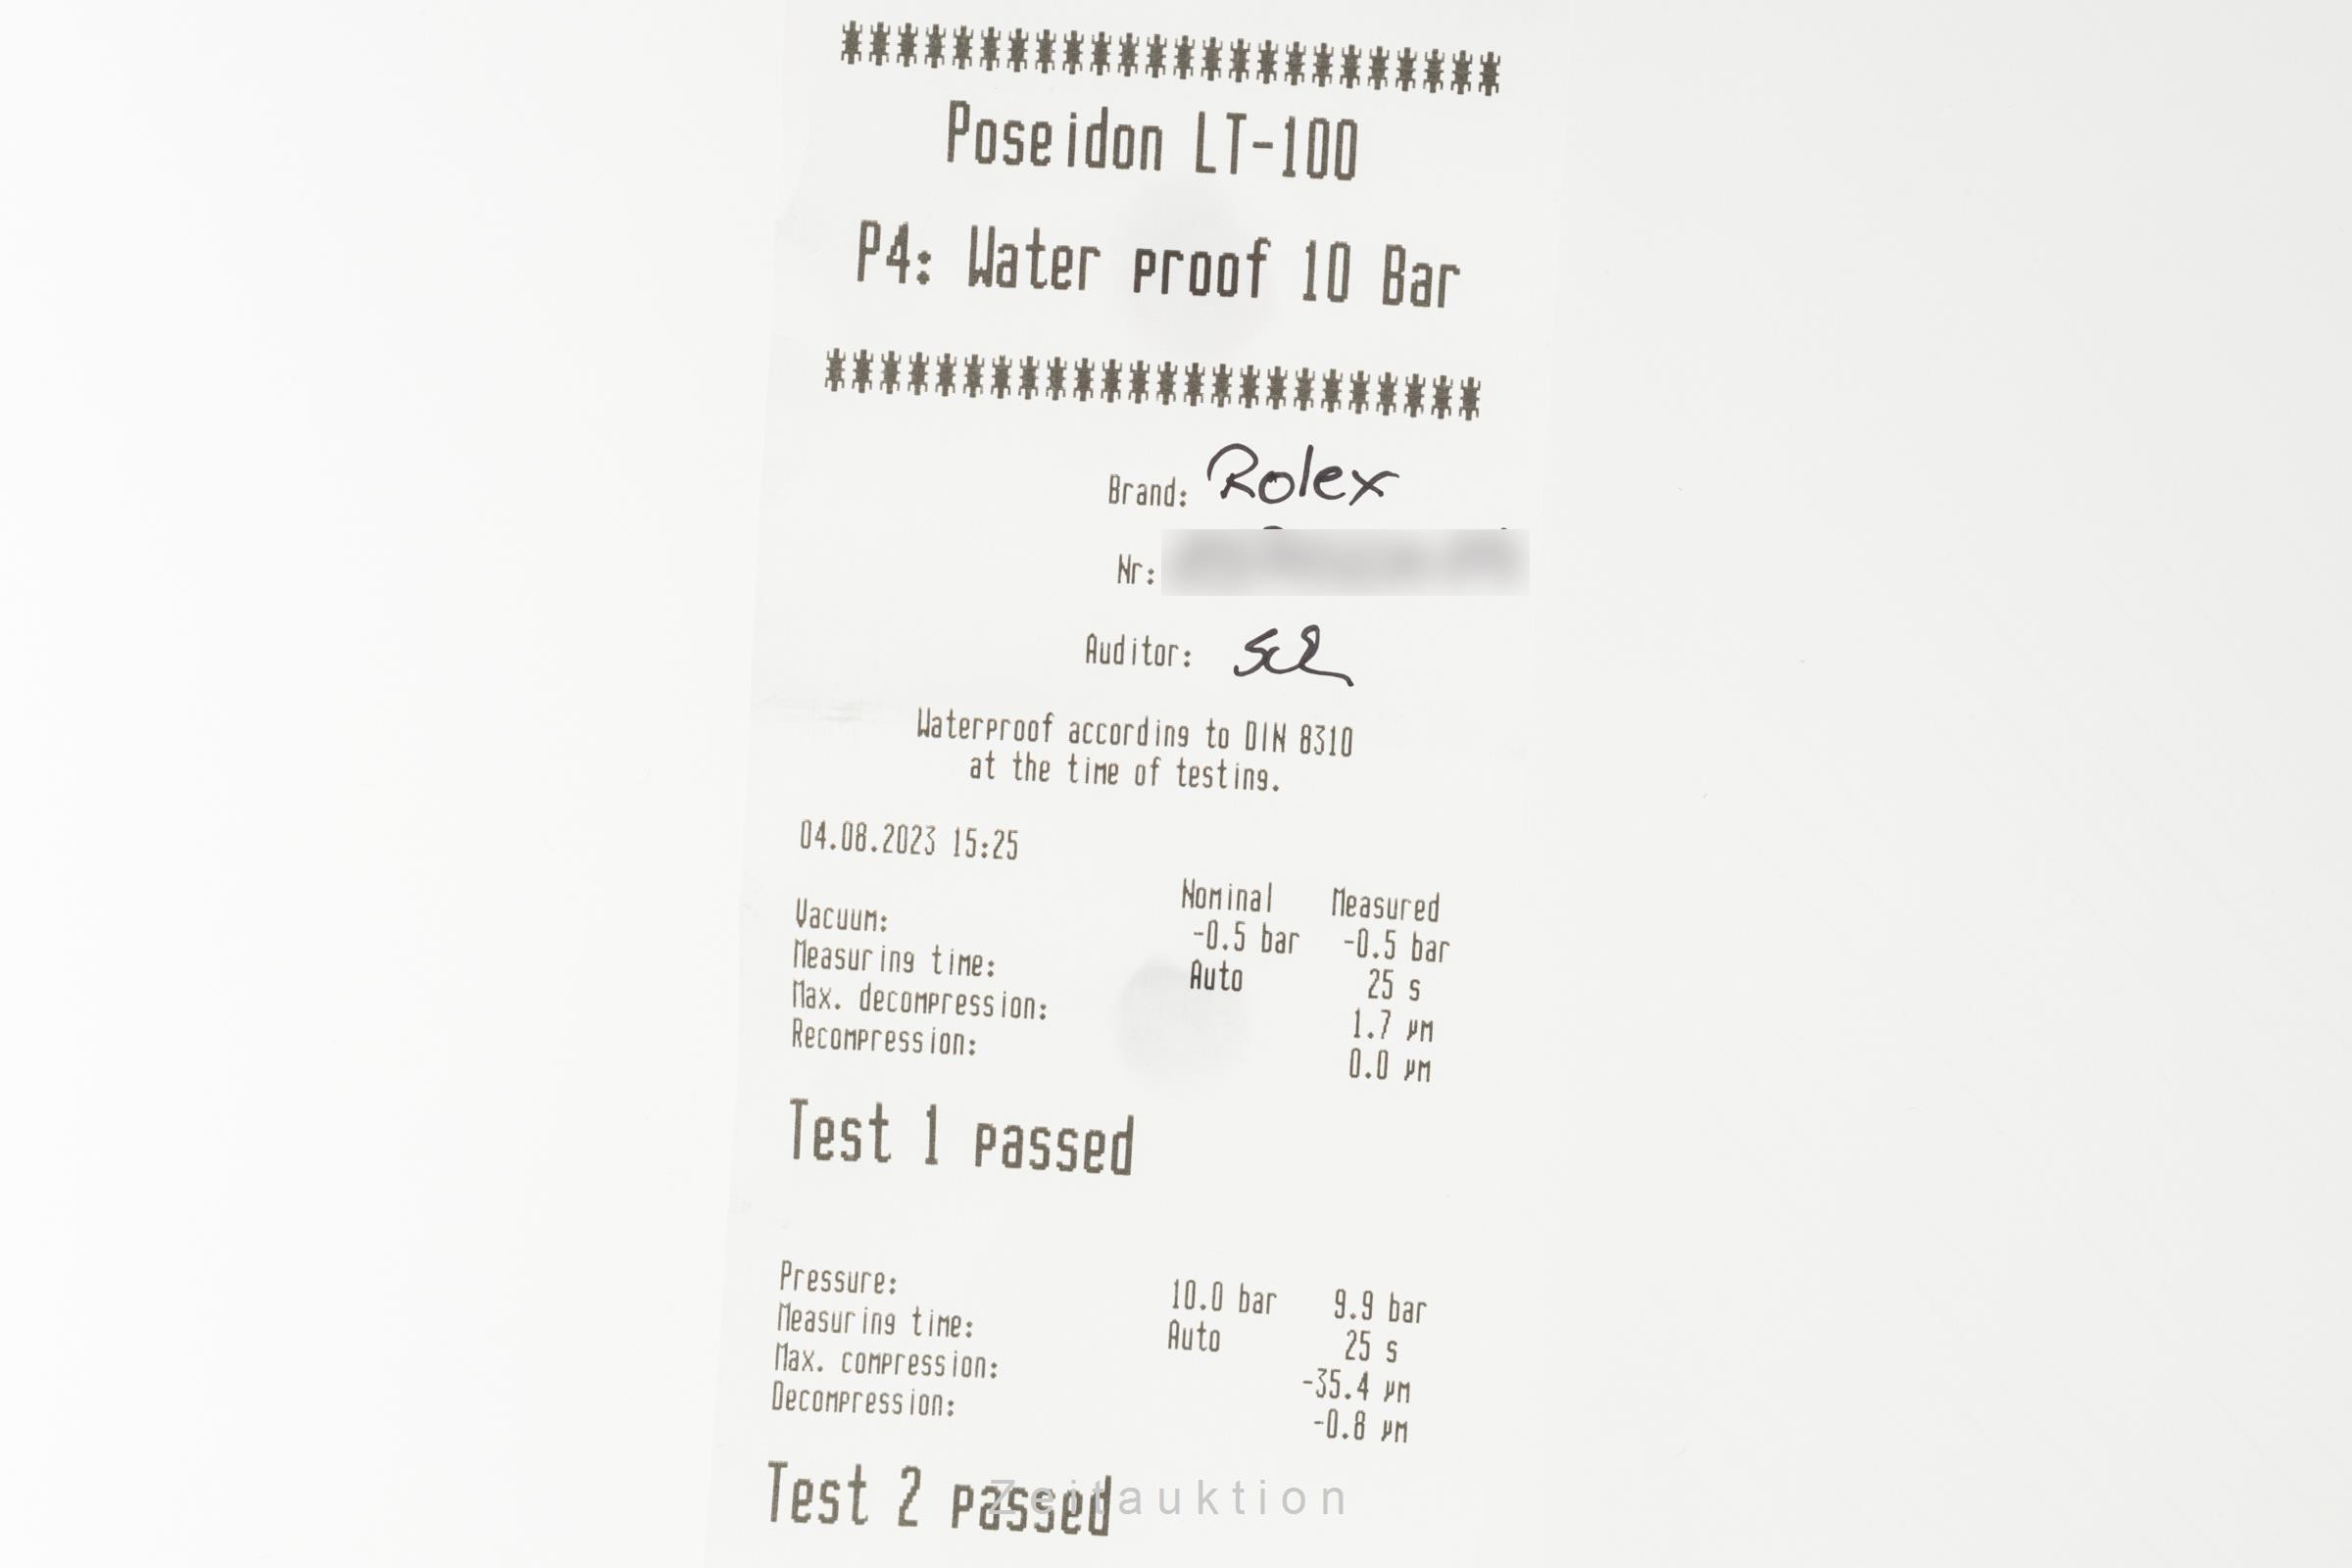 ************************
Poseidon LT-100
P4: Water proof 10 Bar
************************
Brand: Rolex
Nr:
Auditor:
Waterproof according to DIN 8310
at the time of testing.
04.08.2023 15:25
Nominal Measured
Vacuum: -0.5 bar -0.5 bar
Measuring time: Auto 25 s
Max. decompression: 1.7 µm
Recompression: 0.0 µm
Test 1 passed
Pressure: 10.0 bar 9.9 bar
Measuring time: Auto 25 s
Max. compression: -35.4 µm
Decompression: -0.8 µm
Test 2 passed
Zeitauktion